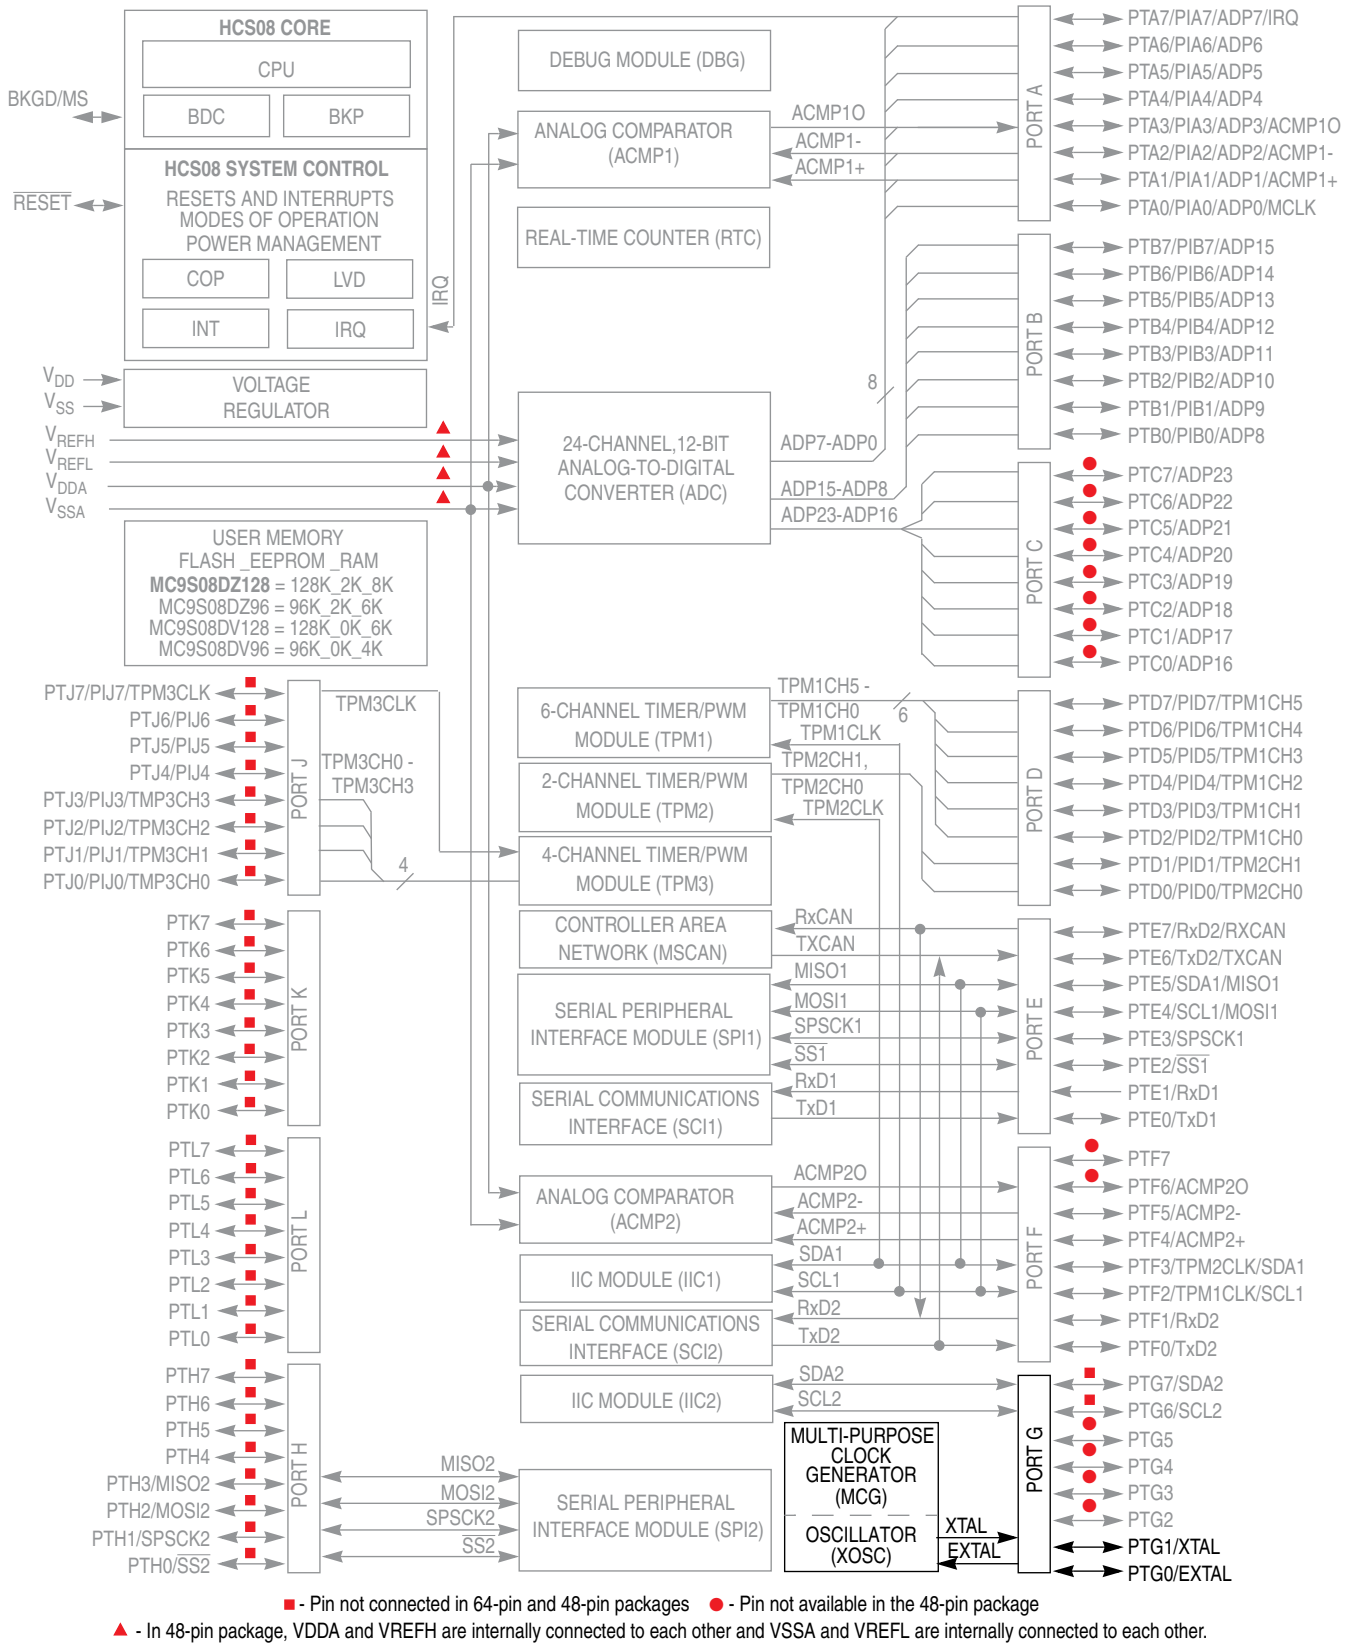 HCS08 CORE
CPU
BDC
BKP
BKGD/MS
HCS08 SYSTEM CONTROL
RESETS AND INTERRUPTS
MODES OF OPERATION
POWER MANAGEMENT
COP
LVD
INT
IRQ
RESET
IRQ
VDD
VSS
VOLTAGE
REGULATOR
VREFH
VREFL
VDDA
VSSA
USER MEMORY
FLASH _EEPROM _RAM
MC9S08DZ128 = 128K_2K_8K
MC9S08DZ96 = 96K_2K_6K
MC9S08DV128 = 128K_0K_6K
MC9S08DV96 = 96K_0K_4K
DEBUG MODULE (DBG)
ANALOG COMPARATOR
(ACMP1)
ACMP1O
ACMP1-
ACMP1+
REAL-TIME COUNTER (RTC)
24-CHANNEL,12-BIT
ANALOG-TO-DIGITAL
CONVERTER (ADC)
8
ADP7-ADP0
ADP15-ADP8
ADP23-ADP16
PORT A
PTA7/PIA7/ADP7/IRQ
PTA6/PIA6/ADP6
PTA5/PIA5/ADP5
PTA4/PIA4/ADP4
PTA3/PIA3/ADP3/ACMP1O
PTA2/PIA2/ADP2/ACMP1-
PTA1/PIA1/ADP1/ACMP1+
PTA0/PIA0/ADP0/MCLK
PORT B
PTB7/PIB7/ADP15
PTB6/PIB6/ADP14
PTB5/PIB5/ADP13
PTB4/PIB4/ADP12
PTB3/PIB3/ADP11
PTB2/PIB2/ADP10
PTB1/PIB1/ADP9
PTB0/PIB0/ADP8
PORT C
PTC7/ADP23
PTC6/ADP22
PTC5/ADP21
PTC4/ADP20
PTC3/ADP19
PTC2/ADP18
PTC1/ADP17
PTC0/ADP16
PTJ7/PIJ7/TPM3CLK
PTJ6/PIJ6
PTJ5/PIJ5
PTJ4/PIJ4
PTJ3/PIJ3/TMP3CH3
PTJ2/PIJ2/TPM3CH2
PTJ1/PIJ1/TPM3CH1
PTJ0/PIJ0/TMP3CH0
PORT J
TPM3CLK
TPM3CH0 -
TPM3CH3
4
6-CHANNEL TIMER/PWM
MODULE (TPM1)
TPM1CH5 -
TPM1CH0
6
TPM1CLK
2-CHANNEL TIMER/PWM
MODULE (TPM2)
TPM2CH1,
TPM2CH0
TPM2CLK
4-CHANNEL TIMER/PWM
MODULE (TPM3)
PORT D
PTD7/PID7/TPM1CH5
PTD6/PID6/TPM1CH4
PTD5/PID5/TPM1CH3
PTD4/PID4/TPM1CH2
PTD3/PID3/TPM1CH1
PTD2/PID2/TPM1CH0
PTD1/PID1/TPM2CH1
PTD0/PID0/TPM2CH0
PTK7
PTK6
PTK5
PTK4
PTK3
PTK2
PTK1
PTK0
PORT K
CONTROLLER AREA
NETWORK (MSCAN)
RxCAN
TXCAN
SERIAL PERIPHERAL
INTERFACE MODULE (SPI1)
MISO1
MOSI1
SPSCK1
SS1
SERIAL COMMUNICATIONS
INTERFACE (SCI1)
RxD1
TxD1
PORT E
PTE7/RxD2/RXCAN
PTE6/TxD2/TXCAN
PTE5/SDA1/MISO1
PTE4/SCL1/MOSI1
PTE3/SPSCK1
PTE2/SS1
PTE1/RxD1
PTE0/TxD1
PTL7
PTL6
PTL5
PTL4
PTL3
PTL2
PTL1
PTL0
PORT L
ANALOG COMPARATOR
(ACMP2)
ACMP2O
ACMP2-
ACMP2+
IIC MODULE (IIC1)
SDA1
SCL1
SERIAL COMMUNICATIONS
INTERFACE (SCI2)
RxD2
TxD2
PORT F
PTF7
PTF6/ACMP2O
PTF5/ACMP2-
PTF4/ACMP2+
PTF3/TPM2CLK/SDA1
PTF2/TPM1CLK/SCL1
PTF1/RxD2
PTF0/TxD2
PTH7
PTH6
PTH5
PTH4
PTH3/MISO2
PTH2/MOSI2
PTH1/SPSCK2
PTH0/SS2
PORT H
MISO2
MOSI2
SPSCK2
SS2
IIC MODULE (IIC2)
SDA2
SCL2
SERIAL PERIPHERAL
INTERFACE MODULE (SPI2)
MULTI-PURPOSE
CLOCK
GENERATOR
(MCG)
OSCILLATOR
(XOSC)
XTAL
EXTAL
PORT G
PTG7/SDA2
PTG6/SCL2
PTG5
PTG4
PTG3
PTG2
PTG1/XTAL
PTG0/EXTAL
- Pin not connected in 64-pin and 48-pin packages
- Pin not available in the 48-pin package
- In 48-pin package, VDDA and VREFH are internally connected to each other and VSSA and VREFL are internally connected to each other.